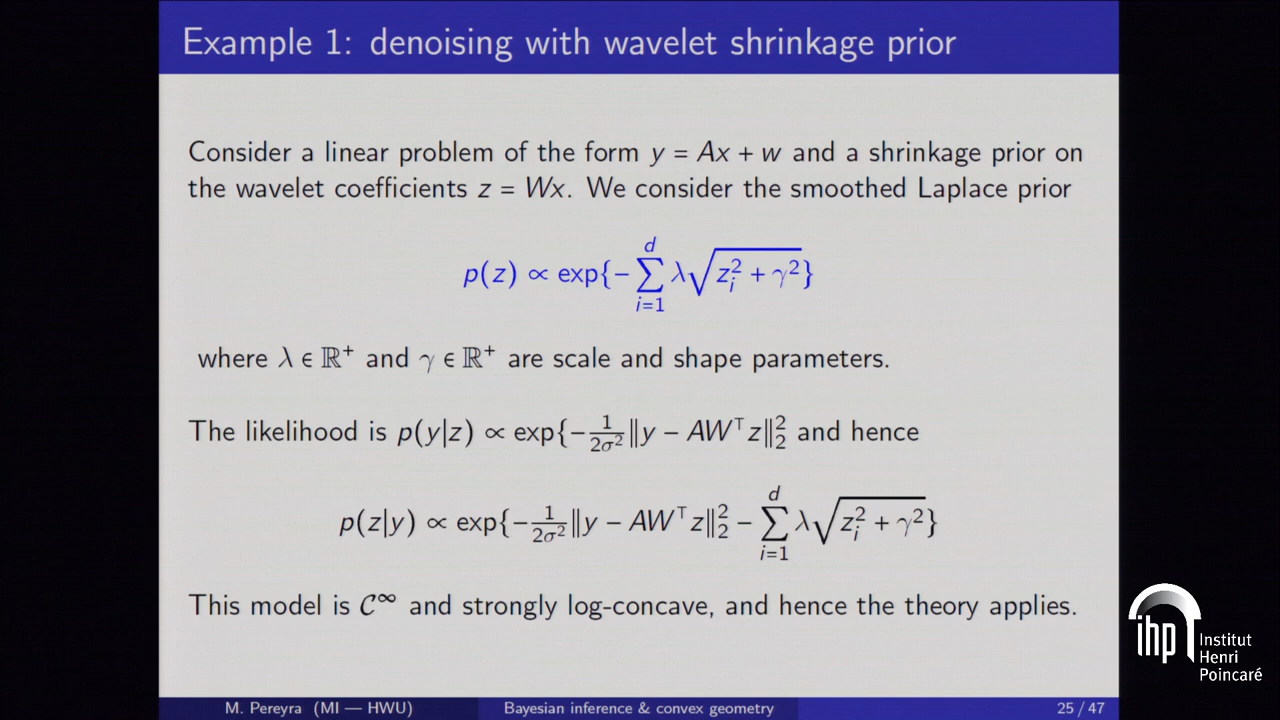 Example 1: denoising with wavelet shrinkage prior
Consider a linear problem of the form y = Ax + w and a shrinkage prior on
the wavelet coefficients z = Wx. We consider the smoothed Laplace prior
p(z) ∝ exp{−∑_{i=1}^{d} λ√(z_i^2 + γ^2)}
where λ ∈ ℝ⁺ and γ ∈ ℝ⁺ are scale and shape parameters.
The likelihood is p(y|z) ∝ exp{−\frac{1}{2σ^2}‖y − AW^⊤z‖_2^2 and hence
p(z|y) ∝ exp{−\frac{1}{2σ^2}‖y − AW^⊤z‖_2^2 − ∑_{i=1}^{d} λ√(z_i^2 + γ^2)}
This model is 𝒞^∞ and strongly log-concave, and hence the theory applies.
M. Pereyra (MI — HWU) Bayesian inference & convex geometry 25 / 47
ihp Institut
Henri
Poincaré